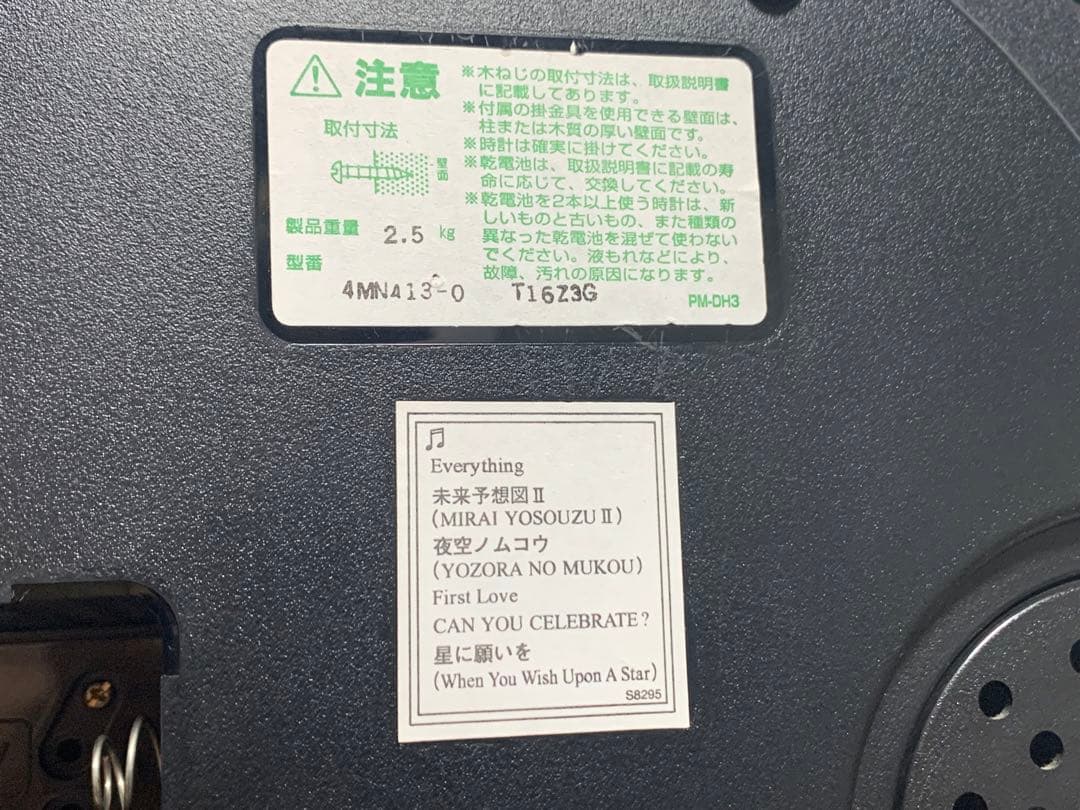 注意
取付寸法
壁面
製品重量 2.5 kg
型番
4MN413-0 T16Z3G
※木ねじの取付寸法は、取扱説明書
に記載してあります。
※付属の掛金具を使用できる壁面は、
柱または木質の厚い壁面です。
※時計は確実に掛けてください。
※乾電池は、取扱説明書に記載の寿
命に応じて、交換してください。
※乾電池を2本以上使う時計は、新
しいものと古いもの、また種類の
異なった乾電池を混ぜて使わない
でください。液もれなどにより、
故障、汚れの原因になります。
PM-DH3
Everything
未来予想図Ⅱ
(MIRAI YOSOUZU Ⅱ)
夜空ノムコウ
(YOZORA NO MUKOU)
First Love
CAN YOU CELEBRATE?
星に願いを
(When You Wish Upon A Star)
S8295